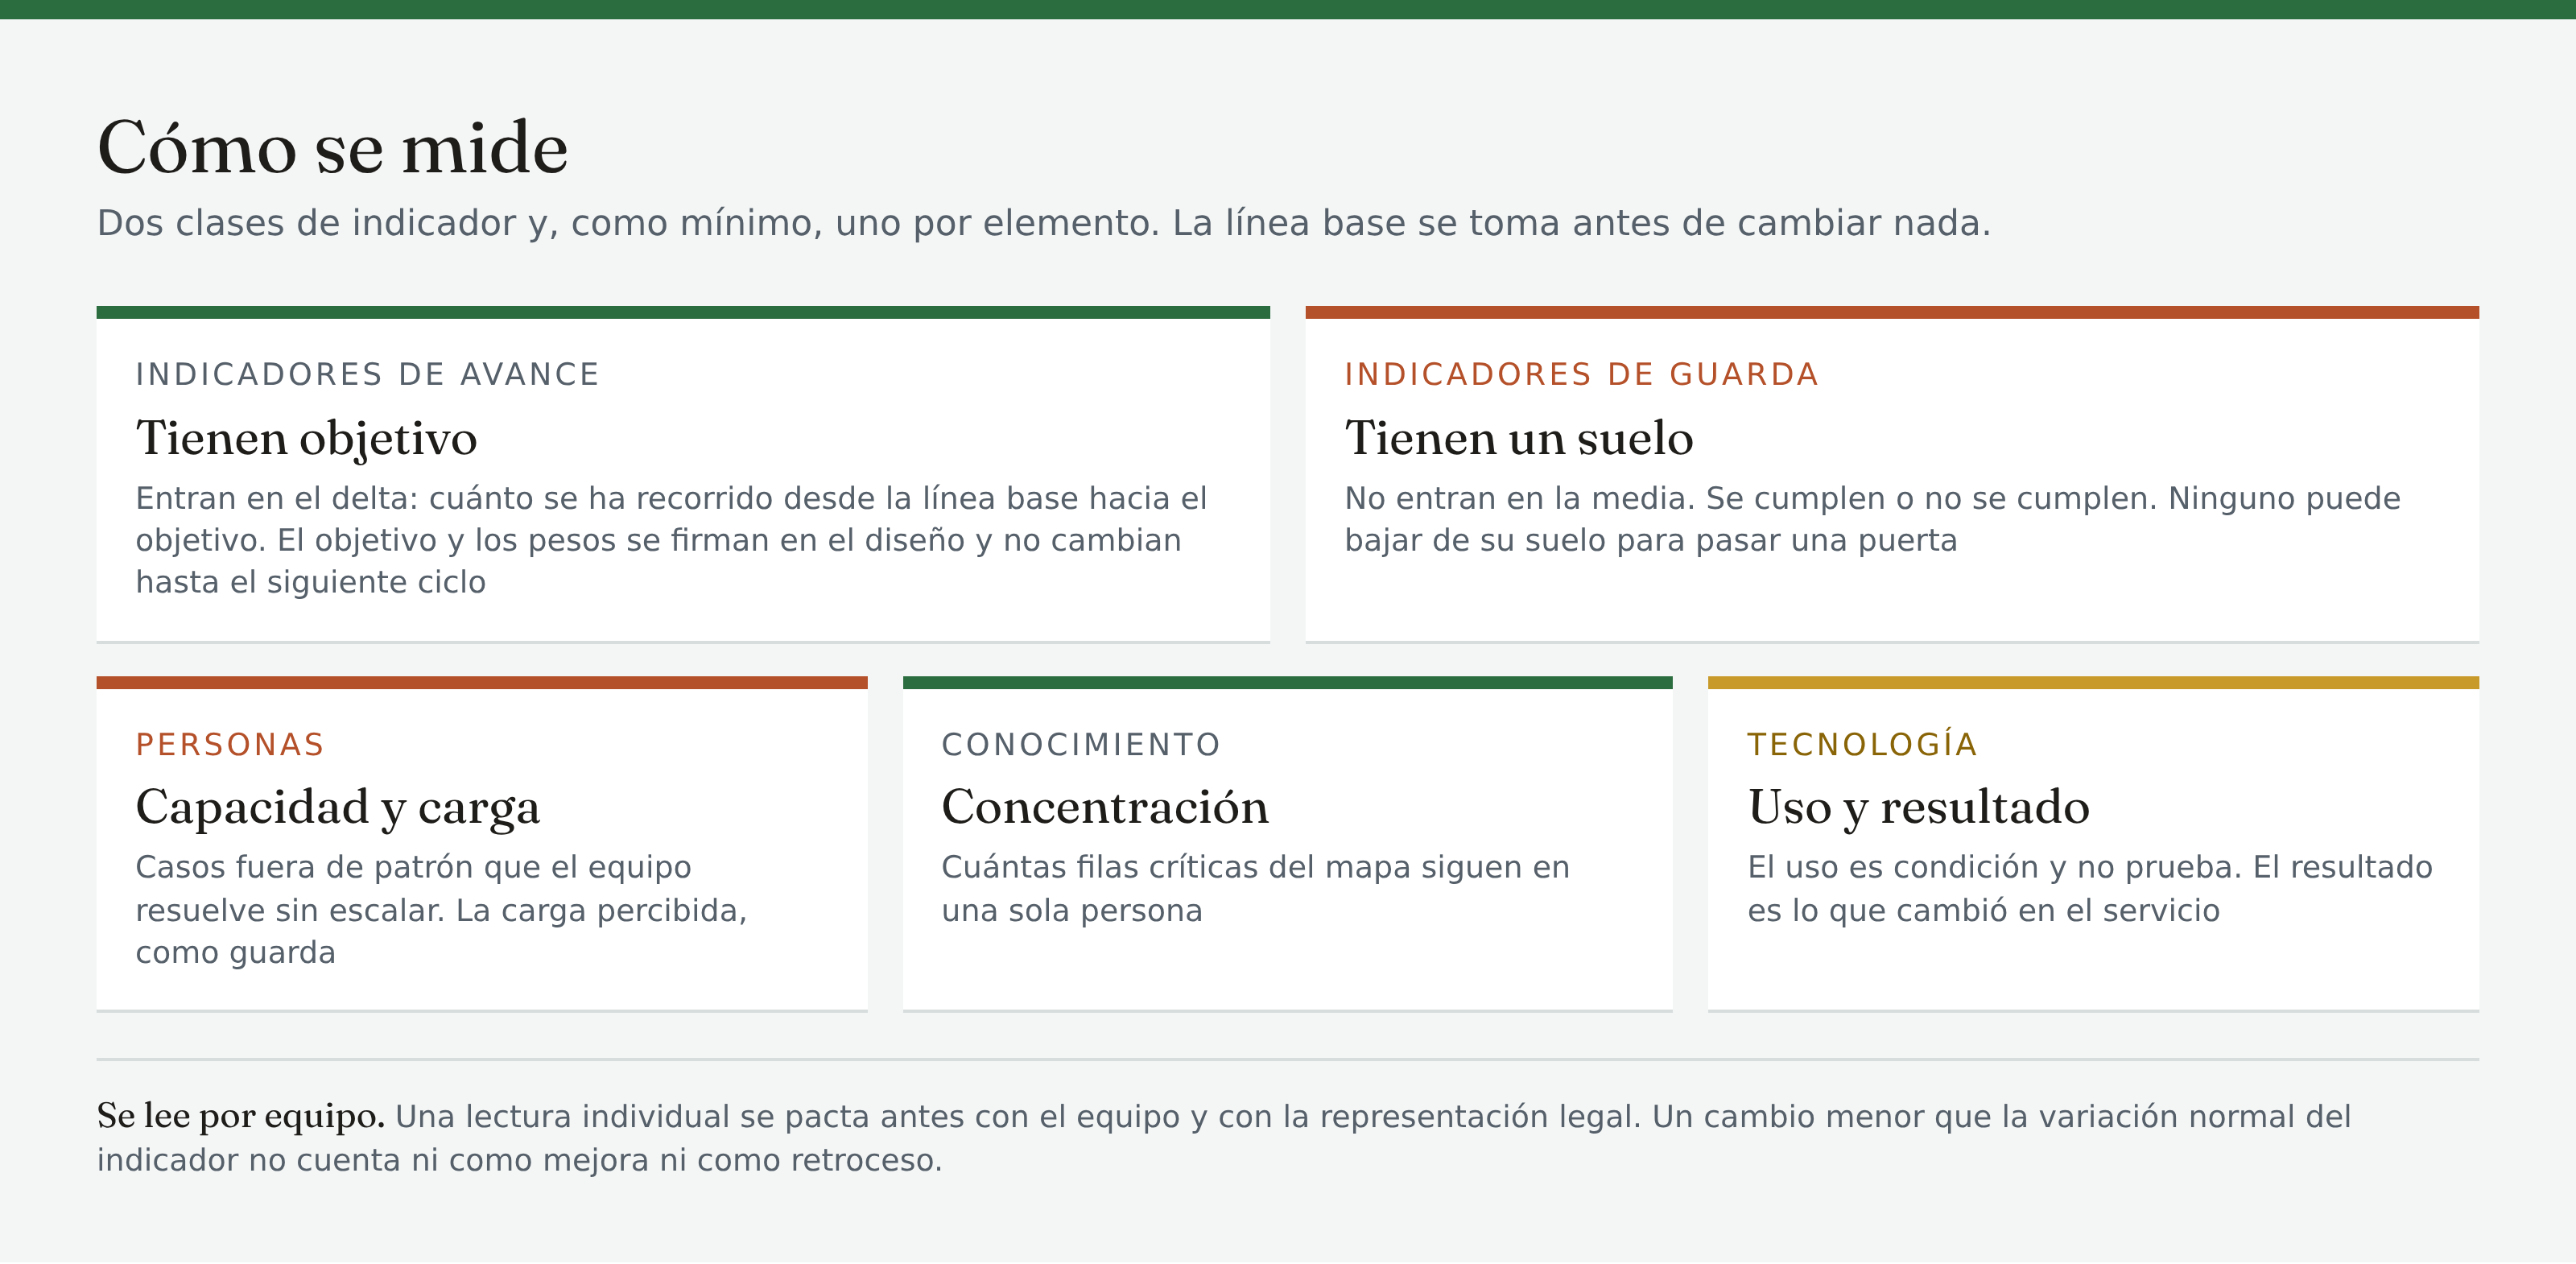 Cómo se mide
Dos clases de indicador y, como mínimo, uno por elemento. La línea base se toma antes de cambiar nada.
INDICADORES DE AVANCE
Tienen objetivo
Entran en el delta: cuánto se ha recorrido desde la línea base hacia el
objetivo. El objetivo y los pesos se firman en el diseño y no cambian
hasta el siguiente ciclo
INDICADORES DE GUARDA
Tienen un suelo
No entran en la media. Se cumplen o no se cumplen. Ninguno puede
bajar de su suelo para pasar una puerta
PERSONAS
Capacidad y carga
Casos fuera de patrón que el equipo
resuelve sin escalar. La carga percibida,
como guarda
CONOCIMIENTO
Concentración
Cuántas filas críticas del mapa siguen en
una sola persona
TECNOLOGÍA
Uso y resultado
El uso es condición y no prueba. El resultado
es lo que cambió en el servicio
Se lee por equipo. Una lectura individual se pacta antes con el equipo y con la representación legal. Un cambio menor que la variación normal del
indicador no cuenta ni como mejora ni como retroceso.